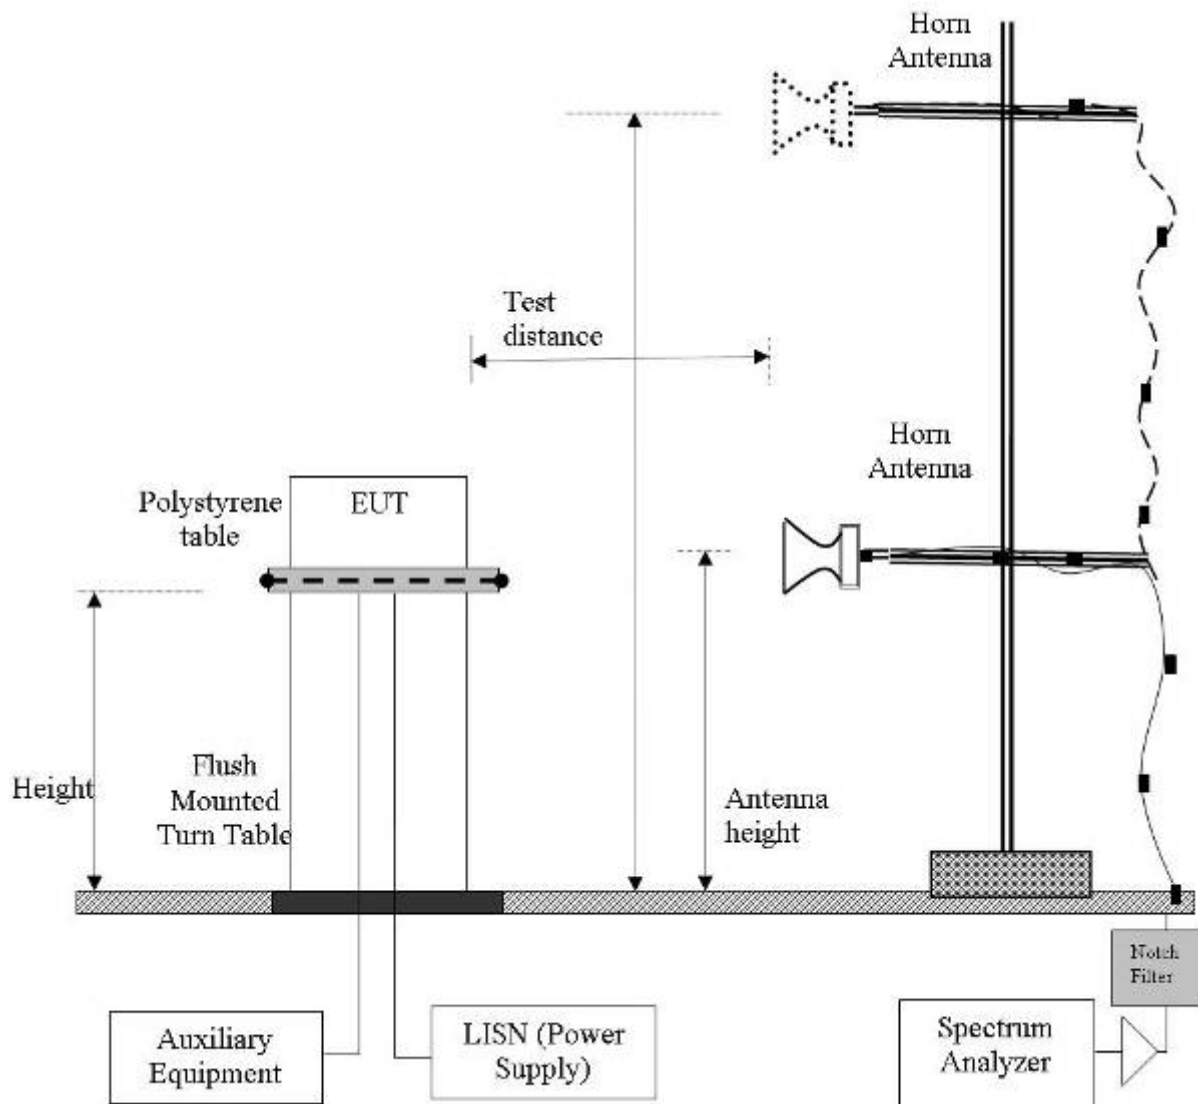 Horn
Antenna
Test
distance
Horn
Antenna
Polystyrene
table
EUT
Height
Flush
Mounted
Turn Table
Antenna
height
Notch
Filter
Auxiliary
Equipment
LISN (Power
Supply)
Spectrum
Analyzer